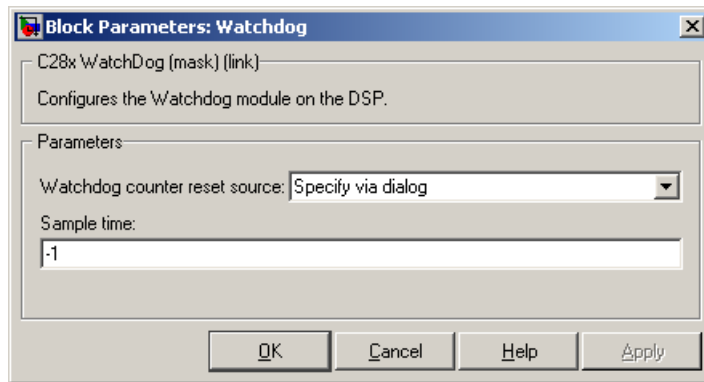 Block Parameters: Watchdog
C28x WatchDog (mask) (link)
Configures the Watchdog module on the DSP.
Parameters
Watchdog counter reset source: Specify via dialog
Sample time:
-1
OK Cancel Help Apply